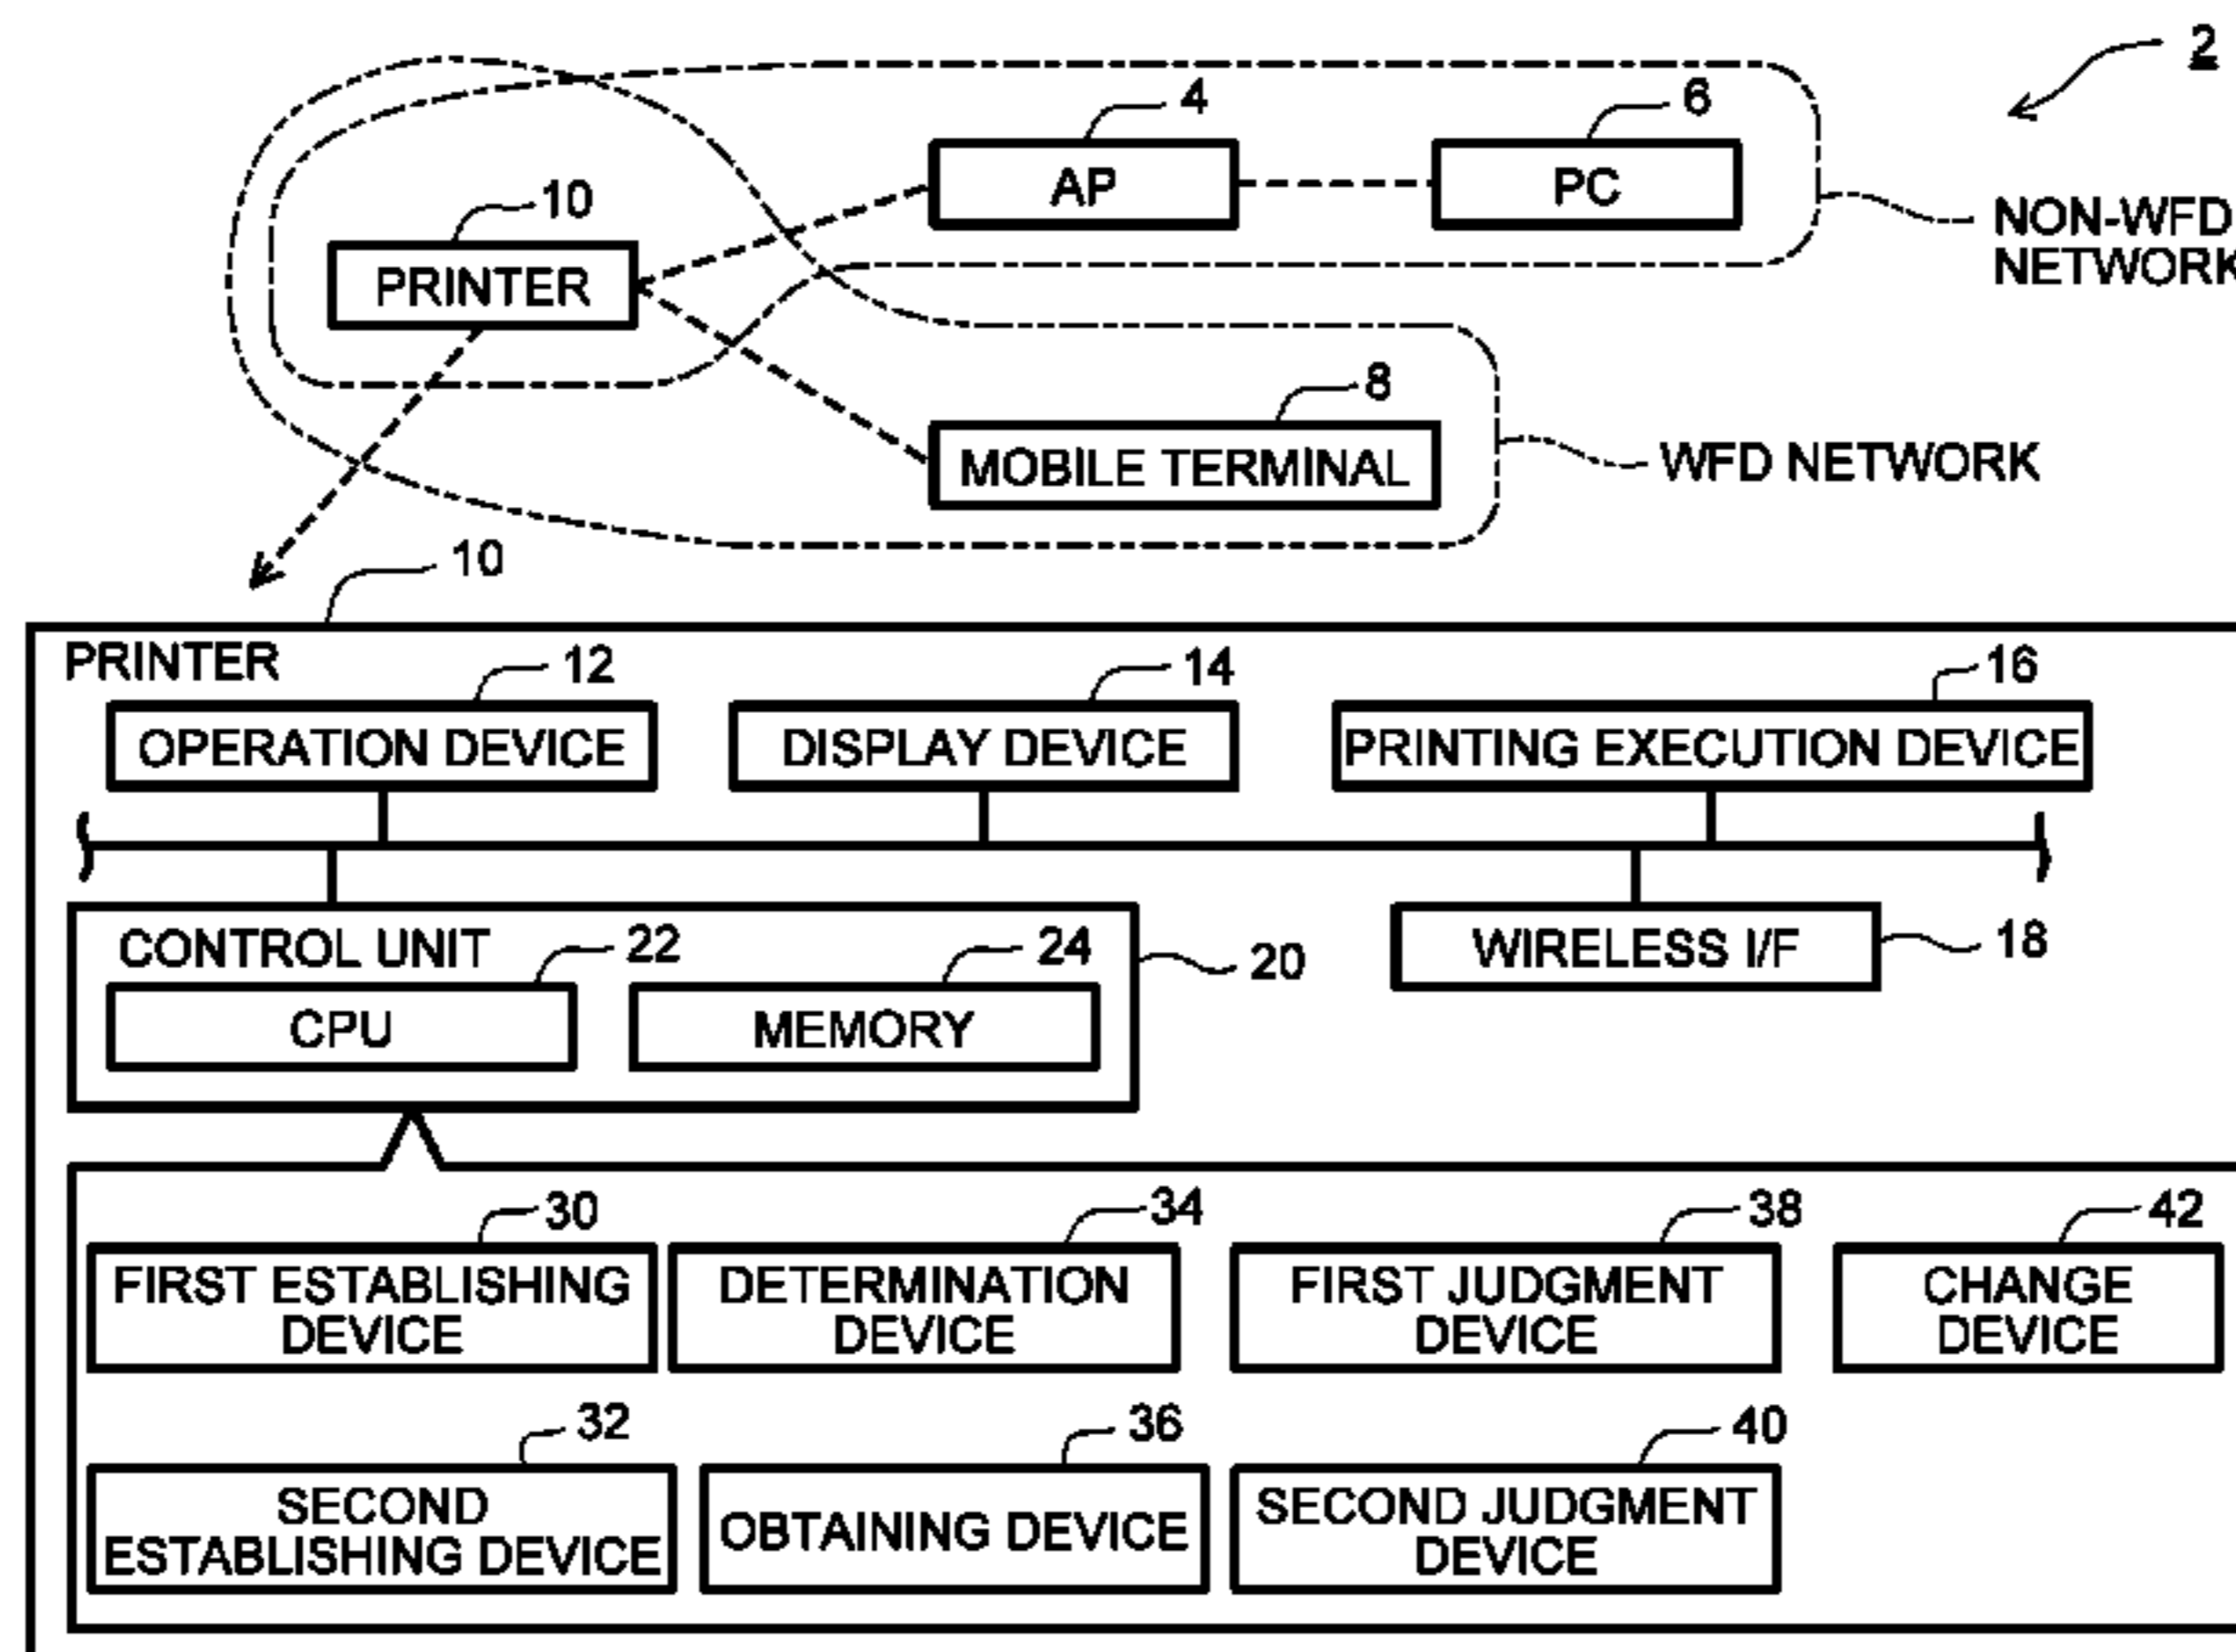 2
4
6
AP
PC
10
PRINTER
NON-WFD
NETWORK
8
MOBILE TERMINAL
WFD NETWORK
10
PRINTER
12
14
16
OPERATION DEVICE
DISPLAY DEVICE
PRINTING EXECUTION DEVICE
CONTROL UNIT
22
24
20
WIRELESS I/F
18
CPU
MEMORY
30
34
38
42
FIRST ESTABLISHING
DEVICE
DETERMINATION
DEVICE
FIRST JUDGMENT
DEVICE
CHANGE
DEVICE
32
36
40
SECOND
ESTABLISHING DEVICE
OBTAINING DEVICE
SECOND JUDGMENT
DEVICE